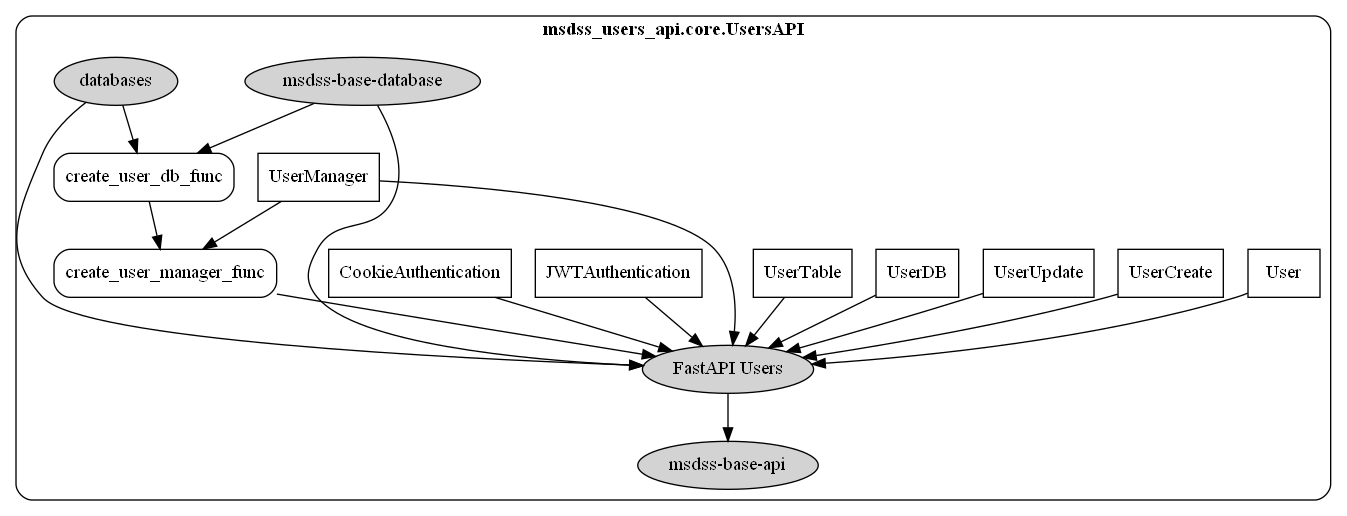 msdss_users_api.core.UsersAPI
databases
msdss-base-database
create_user_db_func
UserManager
create_user_manager_func
CookieAuthentication
JWTAuthentication
UserTable
UserDB
UserUpdate
UserCreate
User
FastAPI Users
msdss-base-api